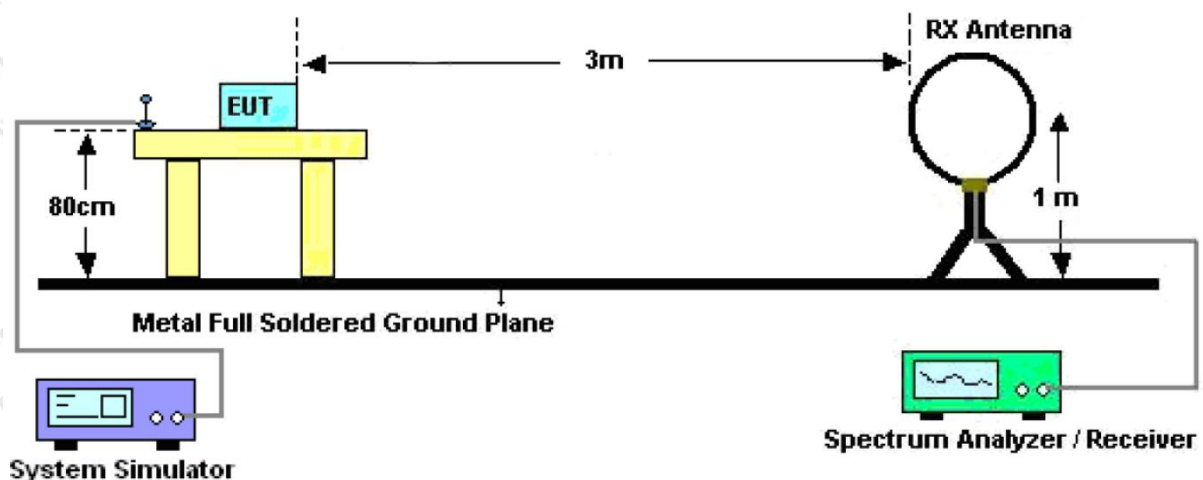 RX Antenna
3m
EUT
80cm
1 m
Metal Full Soldered Ground Plane
System Simulator
Spectrum Analyzer / Receiver